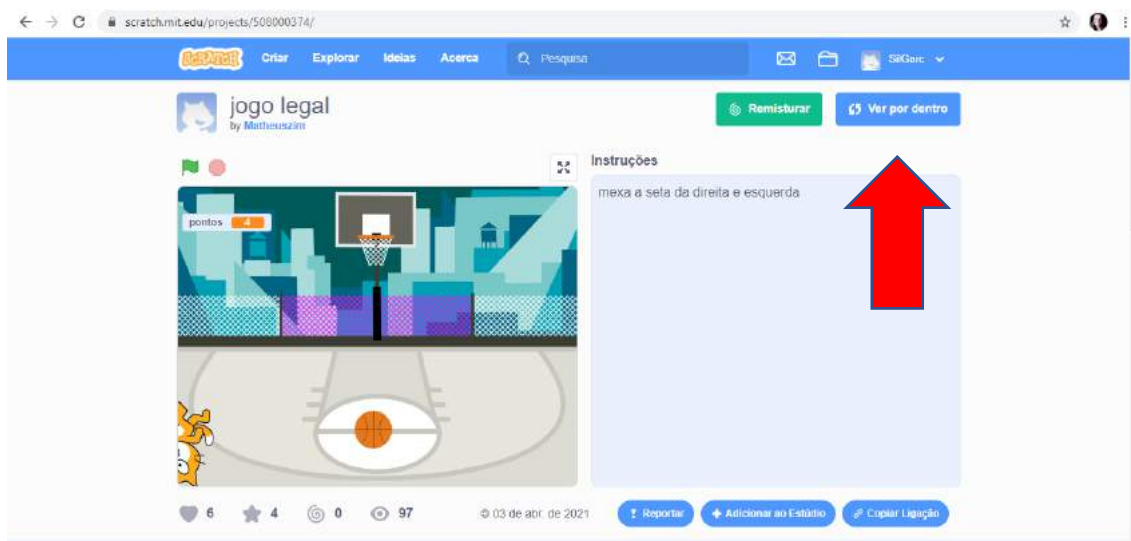 scratch.mit.edu/projects/508000374/
SCRATCH Criar Explorar Ideias Acerca Pesquisa SilGarc
jogo legal
by Matheuszim
Remisturar Ver por dentro
Instruções
mexa a seta da direita e esquerda
pontos 4
6 4 0 97 © 03 de abr. de 2021 Reportar Adicionar ao Estúdio Copiar Ligação